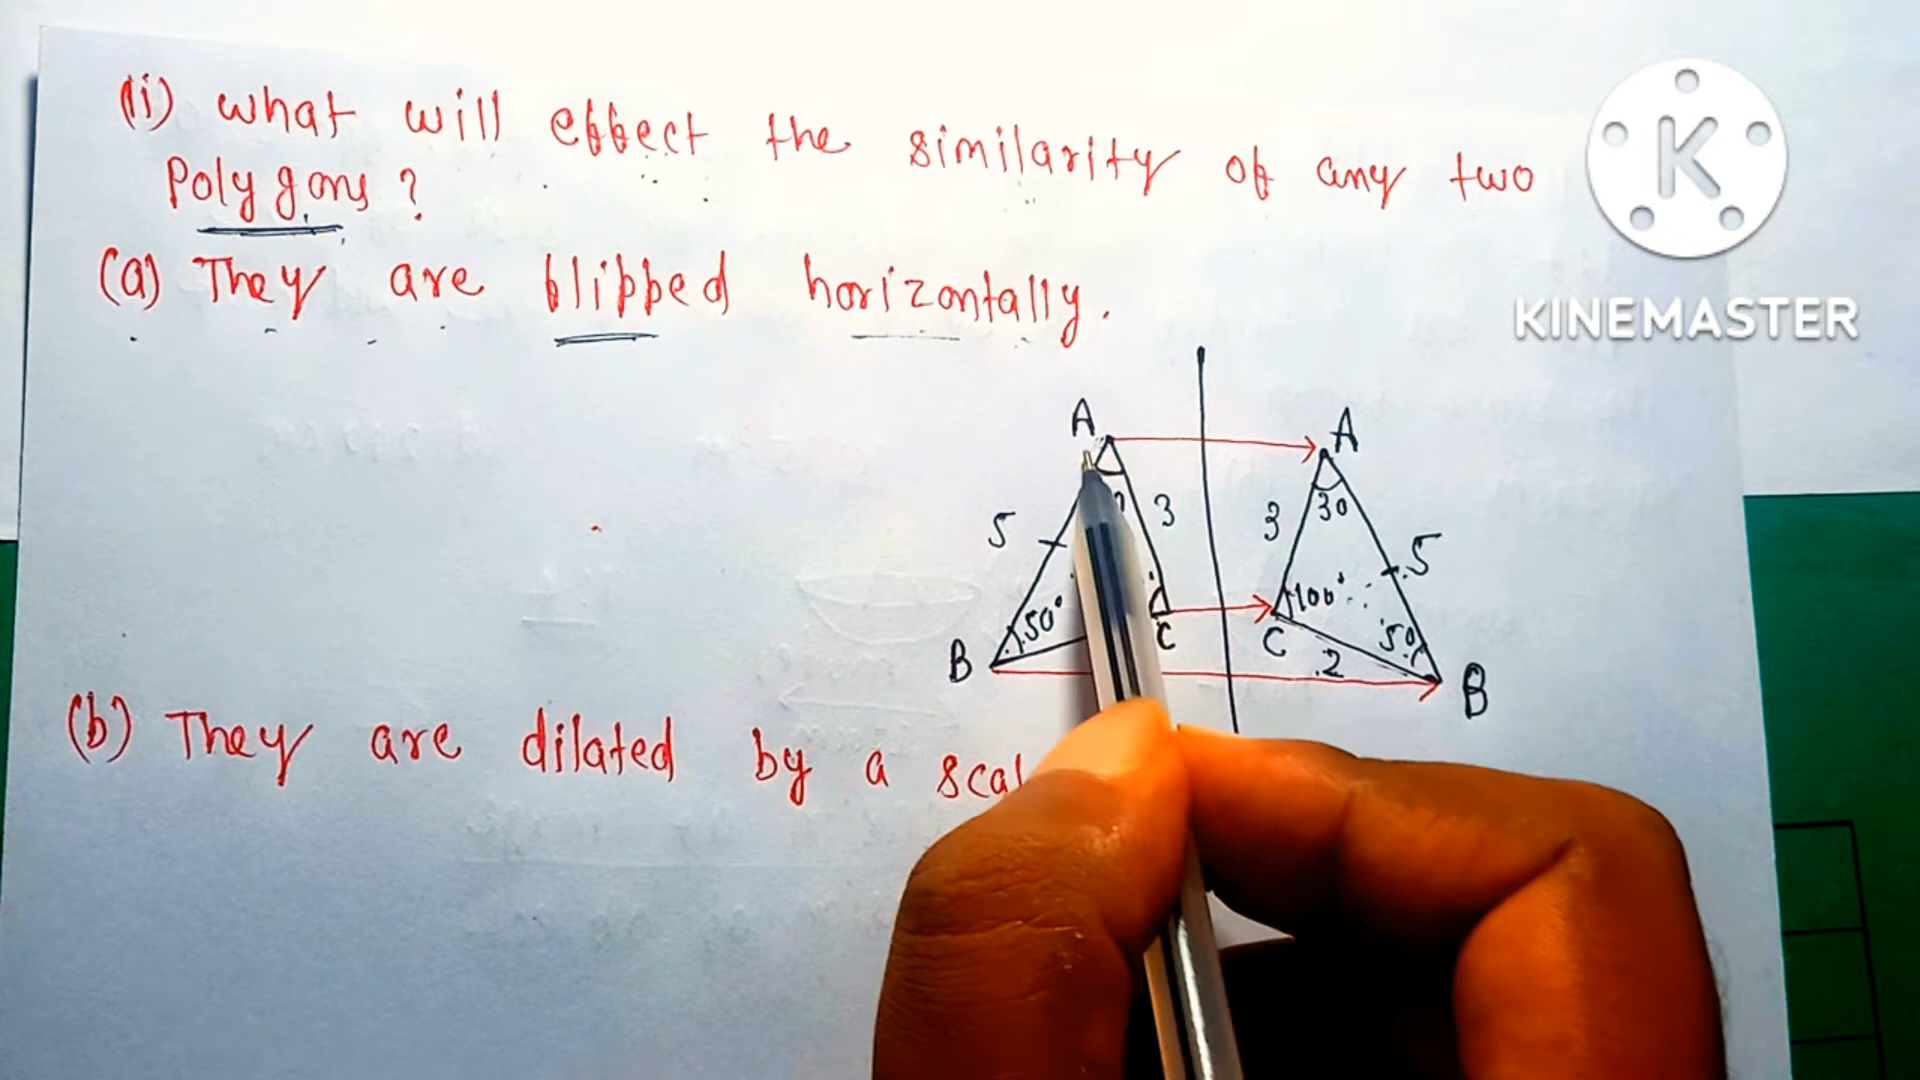 (ii) what will effect the similarity of any two
Polygons ?
(a) They are flipped horizontally.
A
A
5
3
3
30
5
50°
100°
50
B
C
C
2
B
(b) They are dilated by a
K
KINEMASTER